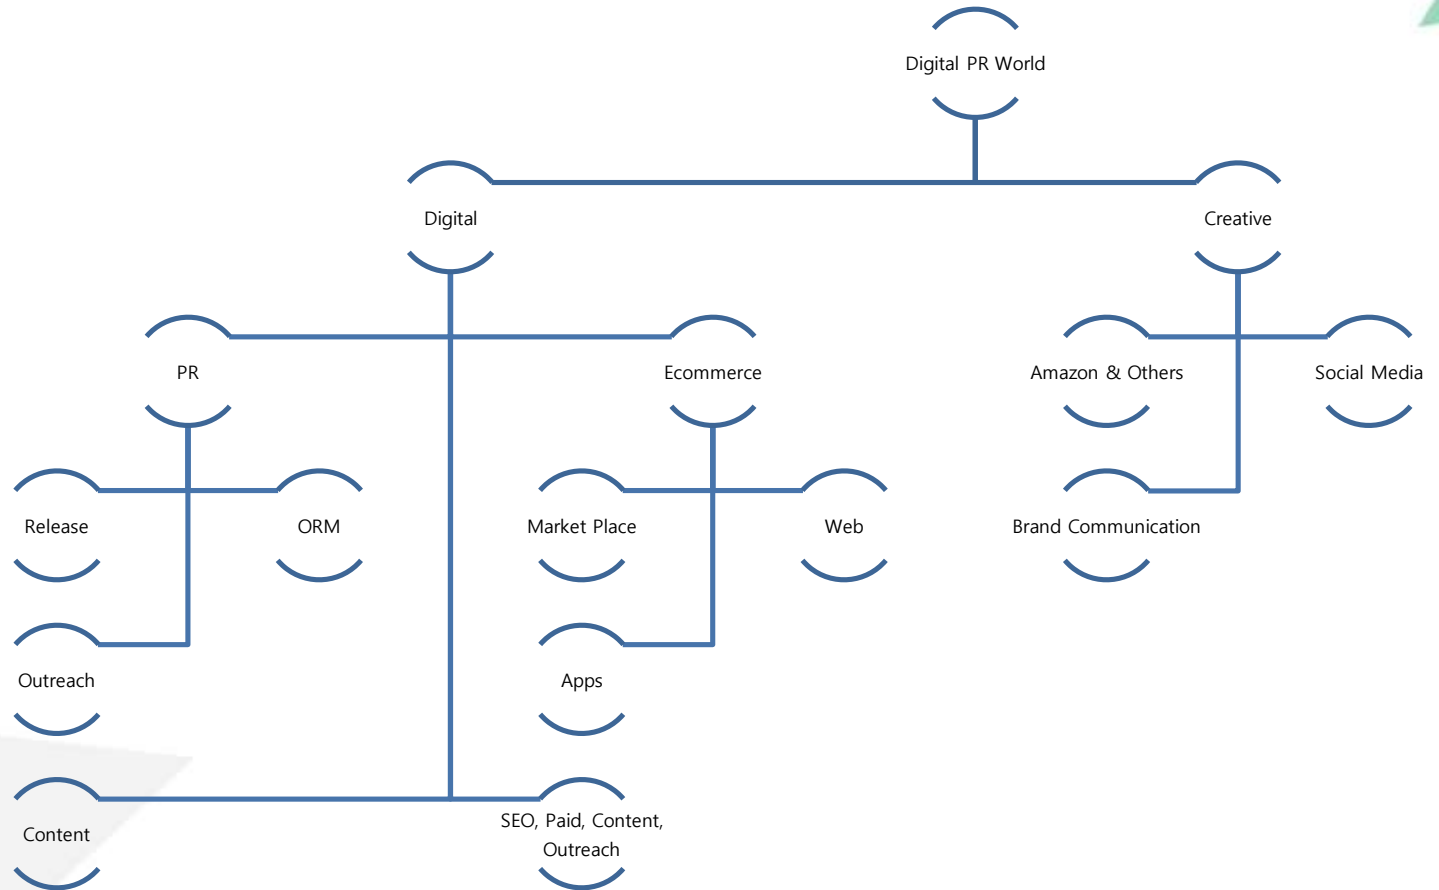 Digital PR World
Digital
Creative
PR
Ecommerce
Amazon & Others
Social Media
Release
ORM
Market Place
Web
Brand Communication
Outreach
Apps
Content
SEO, Paid, Content,
Outreach